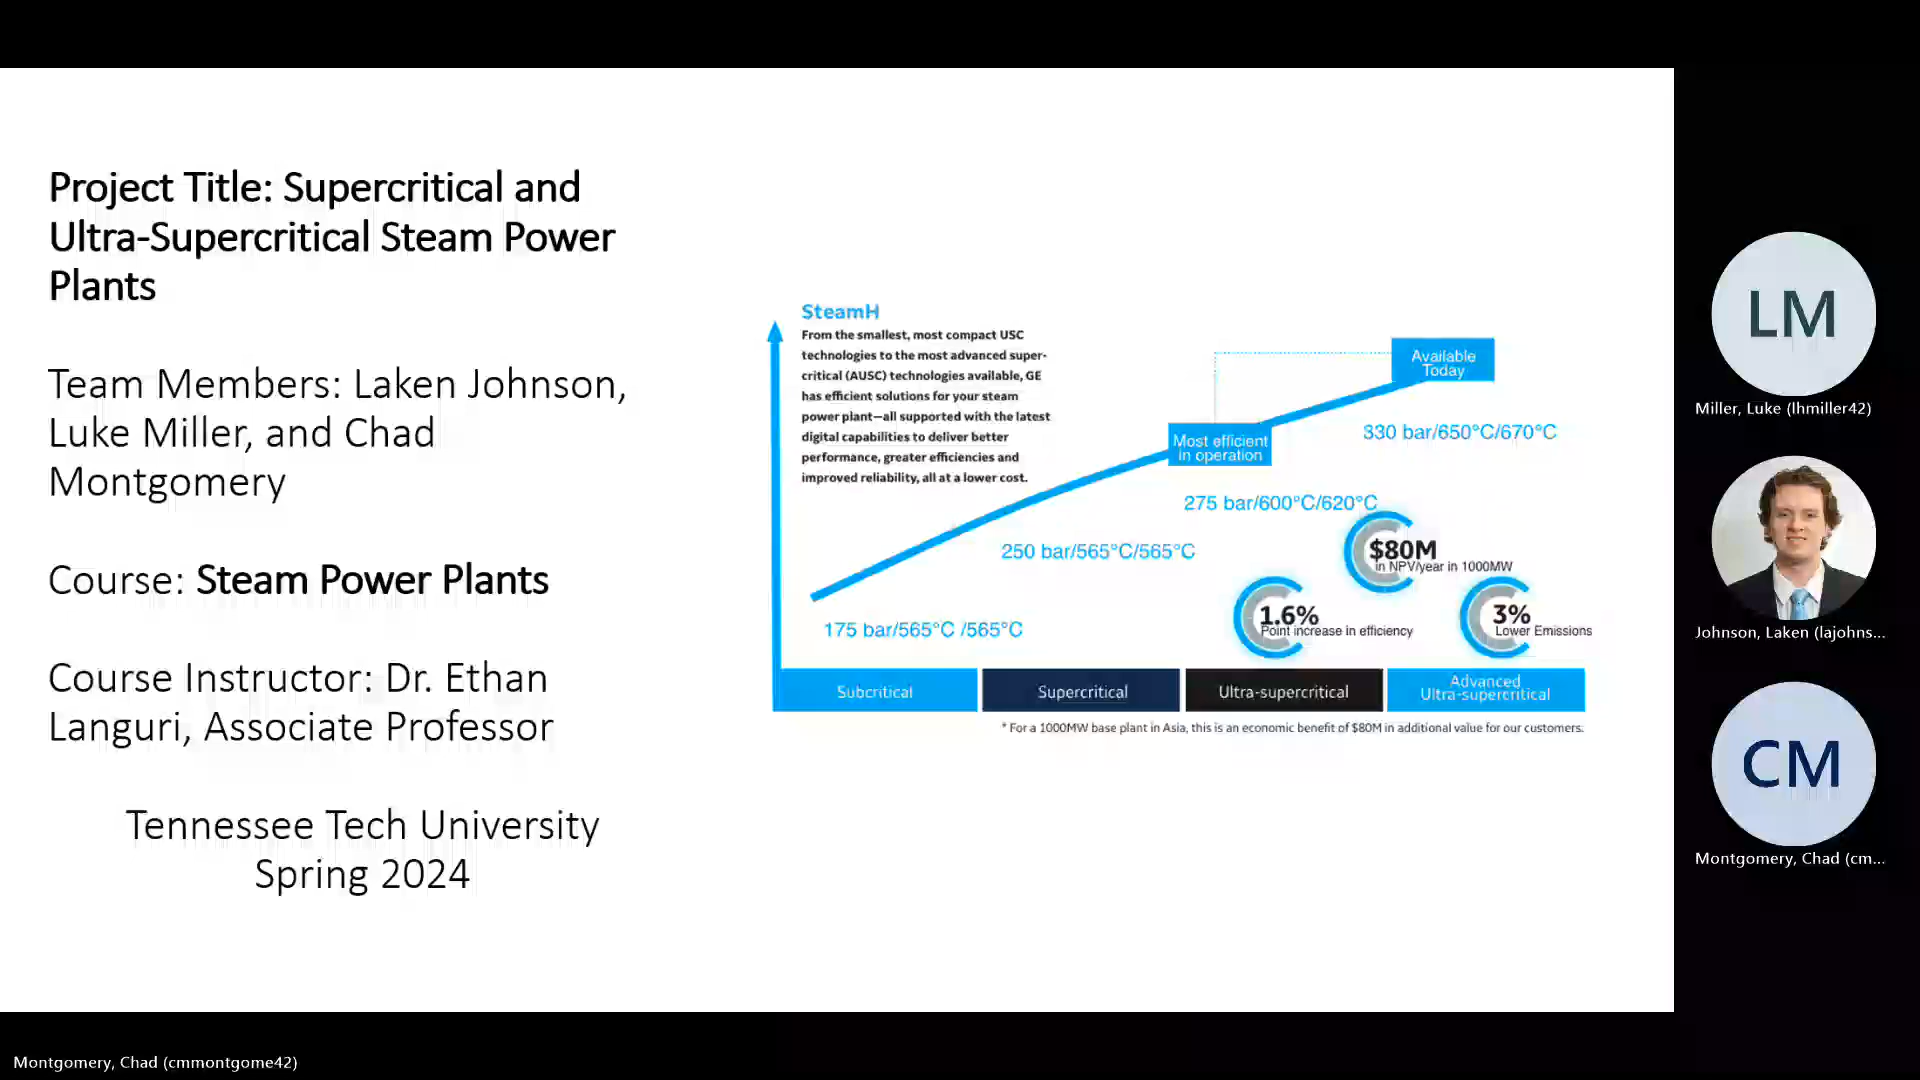 Project Title: Supercritical and
Ultra-Supercritical Steam Power
Plants
Team Members: Laken Johnson,
Luke Miller, and Chad
Montgomery
Course: Steam Power Plants
Course Instructor: Dr. Ethan
Languri, Associate Professor
Tennessee Tech University
Spring 2024
SteamH
From the smallest, most compact USC
technologies to the most advanced super-
critical (AUSC) technologies available, GE
has efficient solutions for your steam
power plant—all supported with the latest
digital capabilities to deliver better
performance, greater efficiencies and
improved reliability, all at a lower cost.
Available
Today
Most efficient
in operation
330 bar/650°C/670°C
275 bar/600°C/620°C
250 bar/565°C/565°C
175 bar/565°C /565°C
$80M
in NPV/year in 1000MW
1.6%
Point increase in efficiency
3%
Lower Emissions
Subcritical
Supercritical
Ultra-supercritical
Advanced
Ultra-supercritical
* For a 1000MW base plant in Asia, this is an economic benefit of $80M in additional value for our customers.
LM
Miller, Luke (lhmiller42)
Johnson, Laken (lajohns...
CM
Montgomery, Chad (cm...
Montgomery, Chad (cmmontgome42)